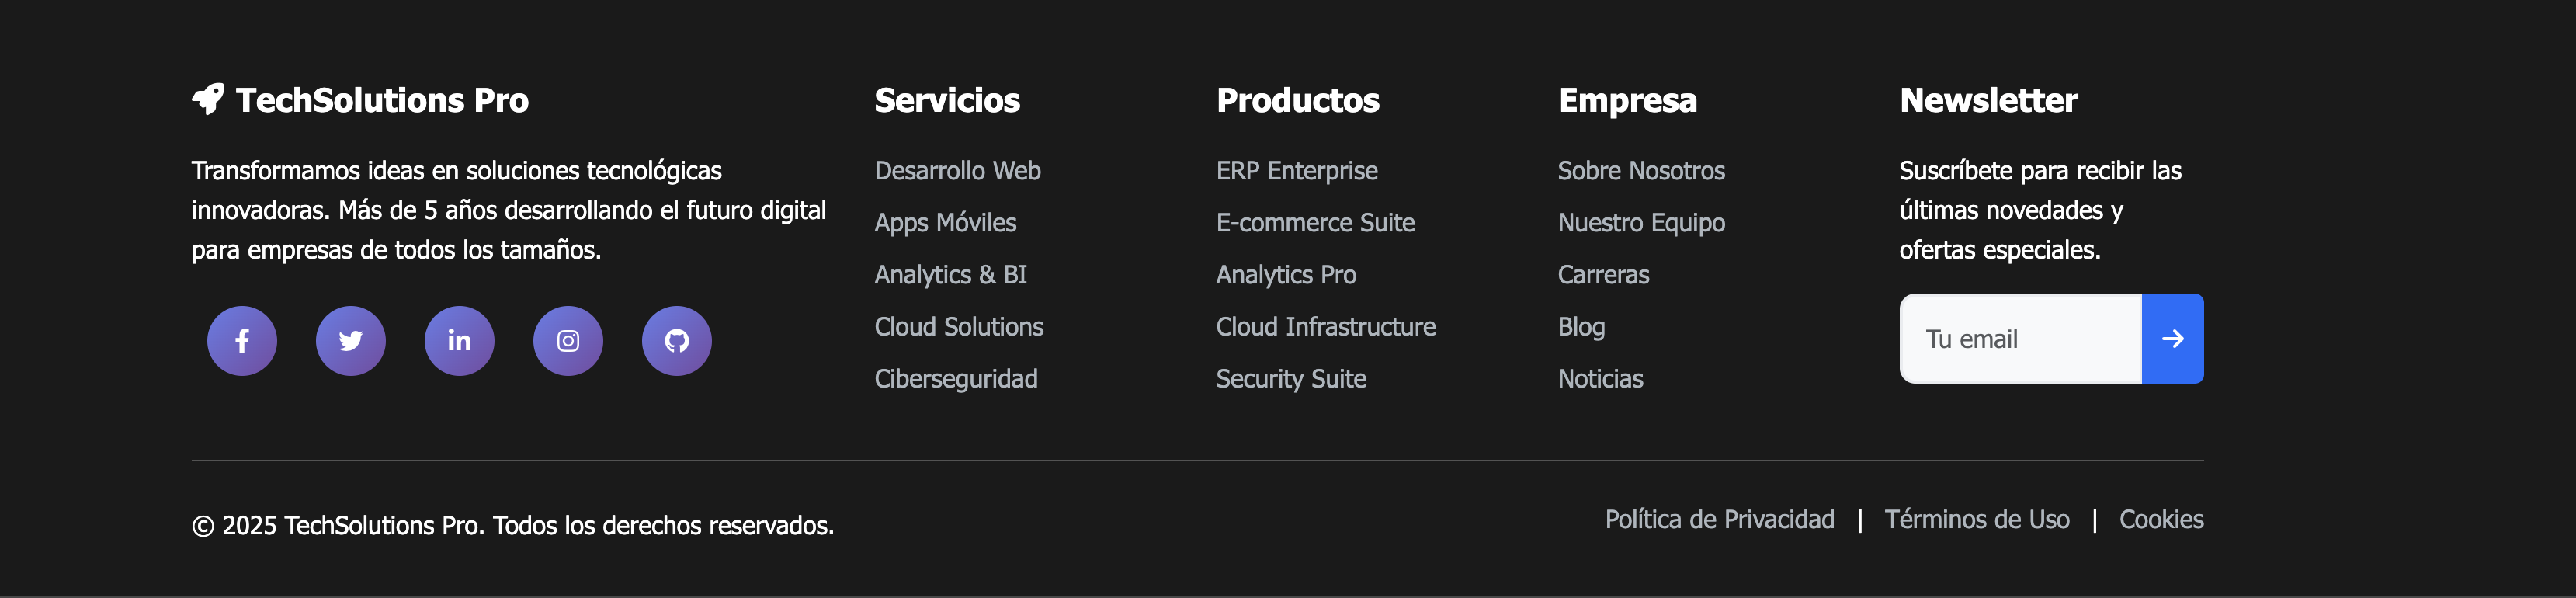 TechSolutions Pro
Transformamos ideas en soluciones tecnológicas
innovadoras. Más de 5 años desarrollando el futuro digital
para empresas de todos los tamaños.
Servicios
Desarrollo Web
Apps Móviles
Analytics & BI
Cloud Solutions
Ciberseguridad
Productos
ERP Enterprise
E-commerce Suite
Analytics Pro
Cloud Infrastructure
Security Suite
Empresa
Sobre Nosotros
Nuestro Equipo
Carreras
Blog
Noticias
Newsletter
Suscríbete para recibir las
últimas novedades y
ofertas especiales.
Tu email
© 2025 TechSolutions Pro. Todos los derechos reservados.
Política de Privacidad | Términos de Uso | Cookies